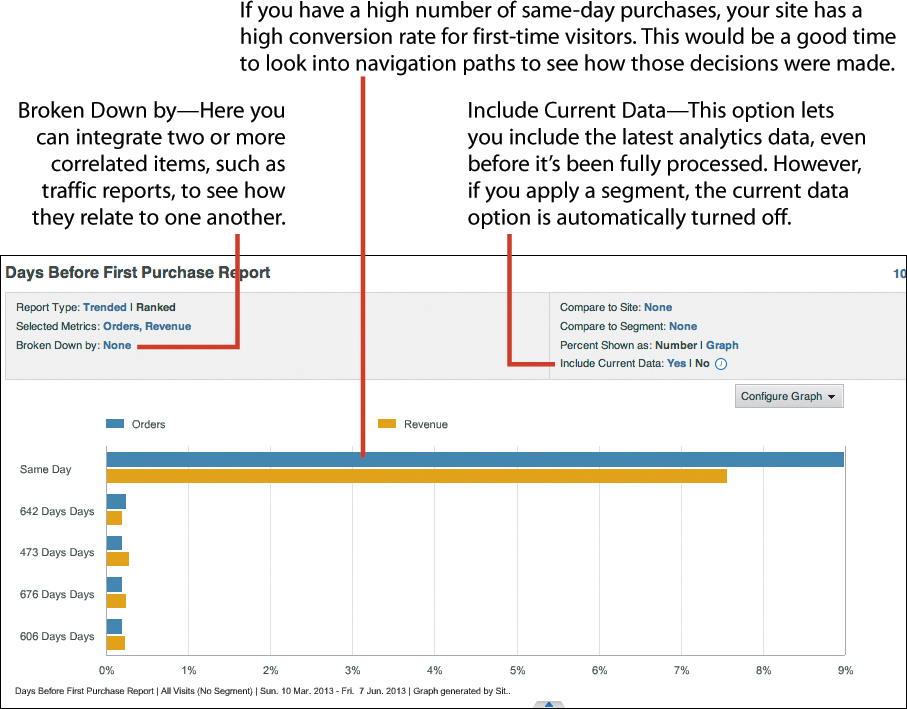 If you have a high number of same-day purchases, your site has a
high conversion rate for first-time visitors. This would be a good time
to look into navigation paths to see how those decisions were made.
Broken Down by—Here you
can integrate two or more
correlated items, such as
traffic reports, to see how
they relate to one another.
Include Current Data—This option lets
you include the latest analytics data, even
before it’s been fully processed. However,
if you apply a segment, the current data
option is automatically turned off.
Days Before First Purchase Report
10
Report Type: Trended | Ranked
Selected Metrics: Orders, Revenue
Broken Down by: None
Compare to Site: None
Compare to Segment: None
Percent Shown as: Number | Graph
Include Current Data: Yes | No i
Configure Graph
Orders
Revenue
Same Day
642 Days Days
473 Days Days
676 Days Days
606 Days Days
0% 1% 2% 3% 4% 5% 6% 7% 8% 9%
Days Before First Purchase Report | All Visits (No Segment) | Sun. 10 Mar. 2013 - Fri. 7 Jun. 2013 | Graph generated by Sit..